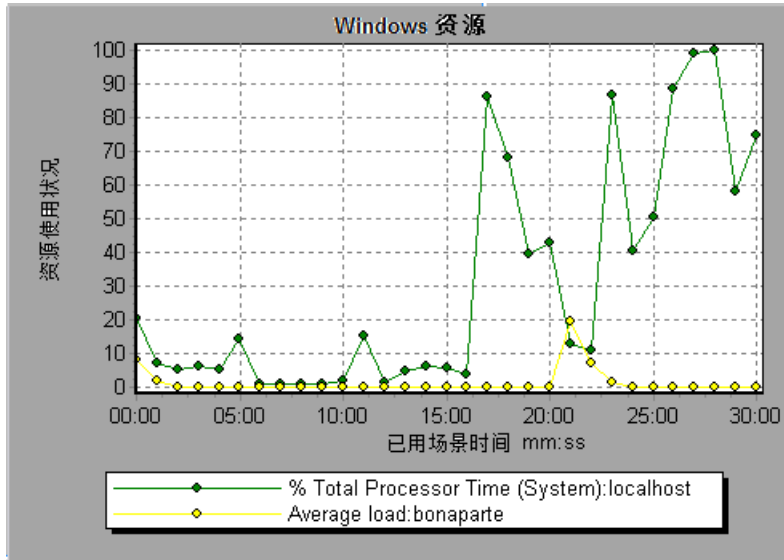 Windows 资源
100
90
80
70
60
50
40
30
20
10
0
资源使用状况
00:00 05:00 10:00 15:00 20:00 25:00 30:00
已用场景时间 mm:ss
% Total Processor Time (System):localhost
Average load:bonaparte